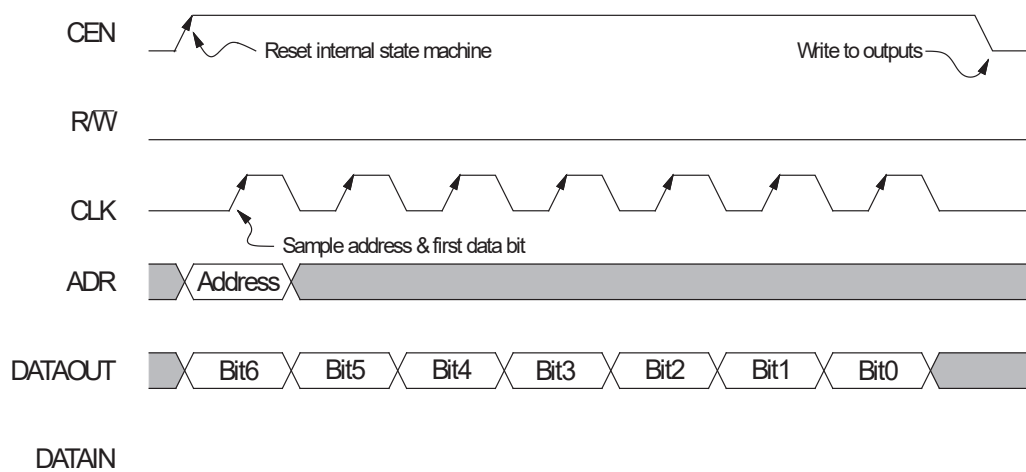 CEN
Reset internal state machine
Write to outputs
R/W̅
CLK
Sample address & first data bit
ADR
Address
DATAOUT
Bit6 Bit5 Bit4 Bit3 Bit2 Bit1 Bit0
DATAIN